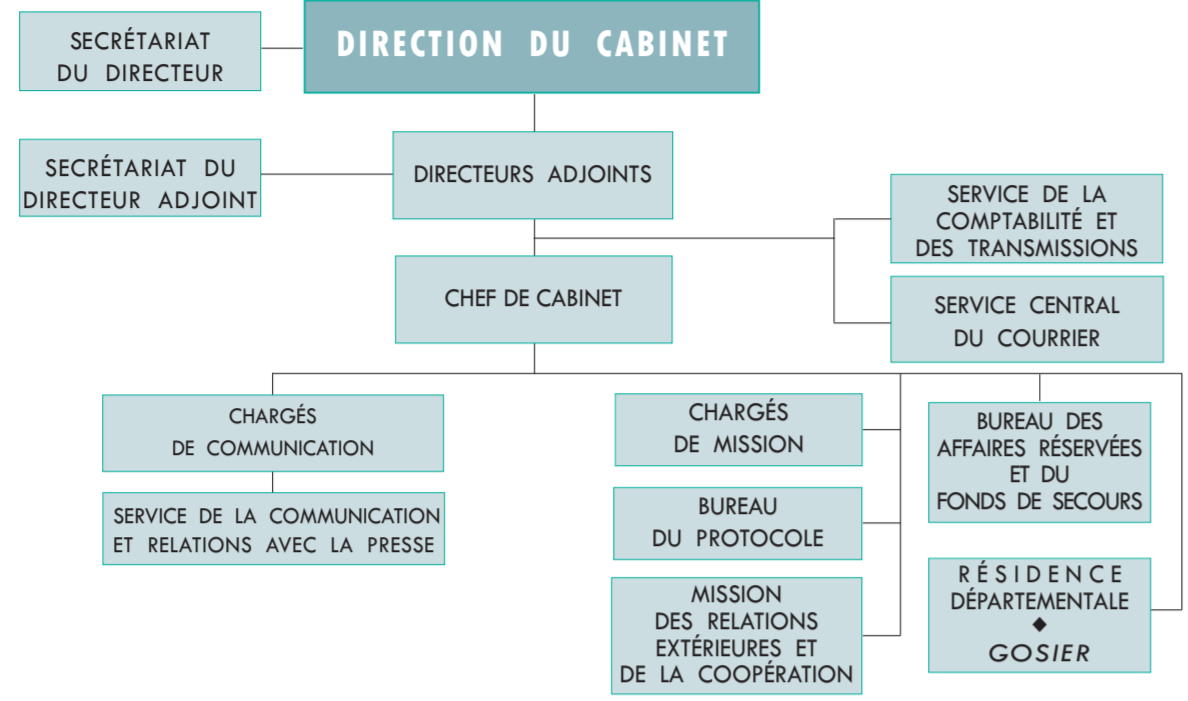 SECRÉTARIAT
DU DIRECTEUR
DIRECTION DU CABINET
SECRÉTARIAT DU
DIRECTEUR ADJOINT
DIRECTEURS ADJOINTS
SERVICE DE LA
COMPTABILITÉ ET
DES TRANSMISSIONS
CHEF DE CABINET
SERVICE CENTRAL
DU COURRIER
CHARGÉS
DE COMMUNICATION
SERVICE DE LA COMMUNICATION
ET RELATIONS AVEC LA PRESSE
CHARGÉS
DE MISSION
BUREAU
DU PROTOCOLE
MISSION
DES RELATIONS
EXTÉRIEURES ET
DE LA COOPÉRATION
BUREAU DES
AFFAIRES RÉSERVÉES
ET DU
FONDS DE SECOURS
RÉSIDENCE
DÉPARTEMENTALE
◆
GOSIER